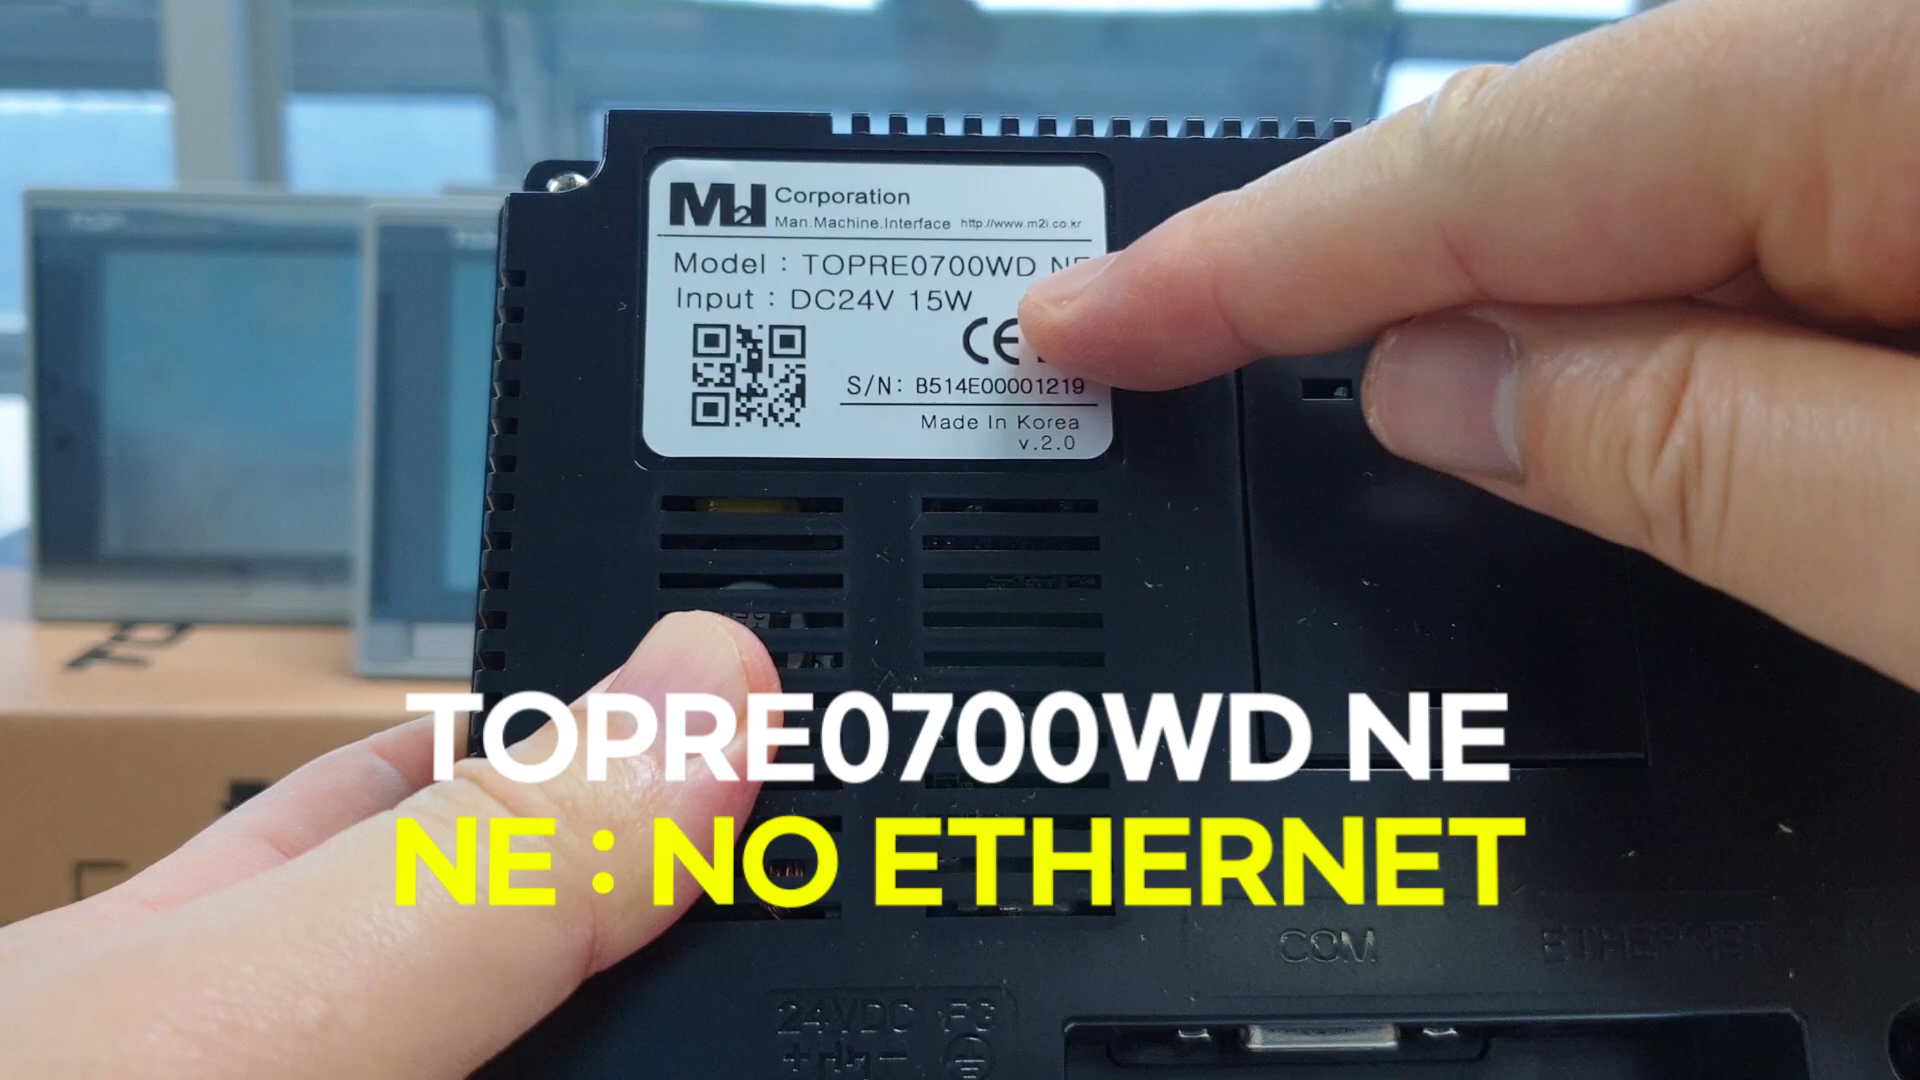 M2I Corporation
Man.Machine.Interface http://www.m2i.co.kr
Model : TOPRE0700WD NE
Input : DC24V 15W
CE
S/N: B514E00001219
Made In Korea
v.2.0
TOPRE0700WD NE
NE : NO ETHERNET
COM ETHERNET
24VDC
+ -